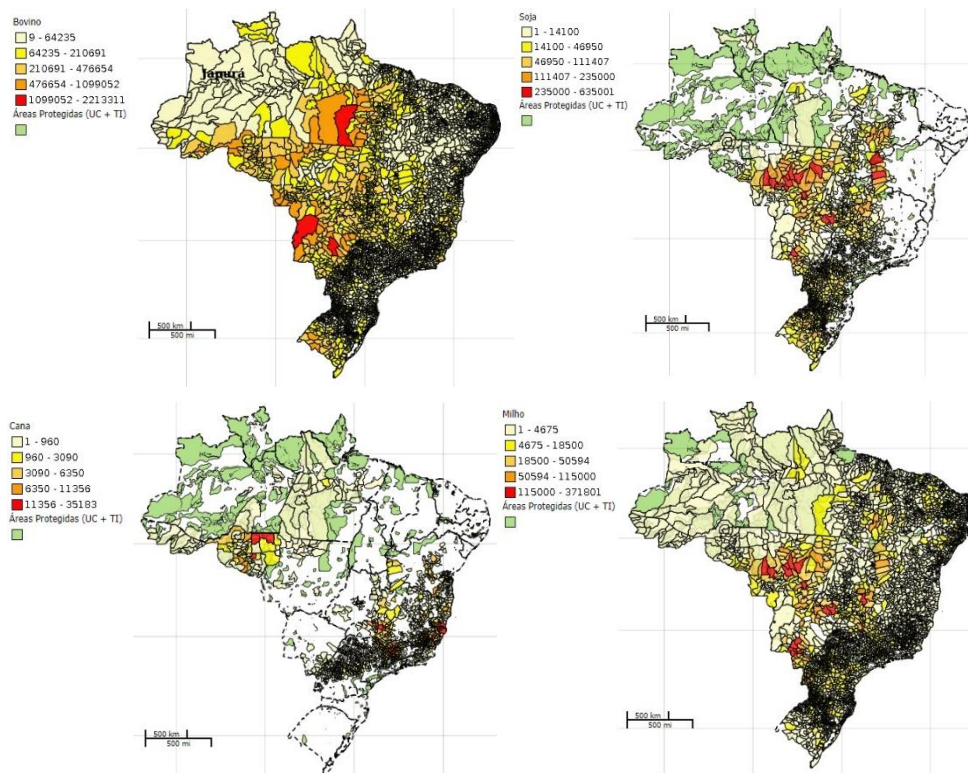 Bovino
9 - 64235
64235 - 210691
210691 - 476654
476654 - 1099052
1099052 - 2213311
Áreas Protegidas (UC + TI)
Japurá
500 km
500 mi
Soja
1 - 14100
14100 - 46950
46950 - 111407
111407 - 235000
235000 - 635001
Áreas Protegidas (UC + TI)
500 km
500 mi
Cana
1 - 960
960 - 3090
3090 - 6350
6350 - 11356
11356 - 35183
Áreas Protegidas (UC + TI)
500 km
500 mi
Milho
1 - 4675
4675 - 18500
18500 - 50594
50594 - 115000
115000 - 371801
Áreas Protegidas (UC + TI)
500 km
500 mi